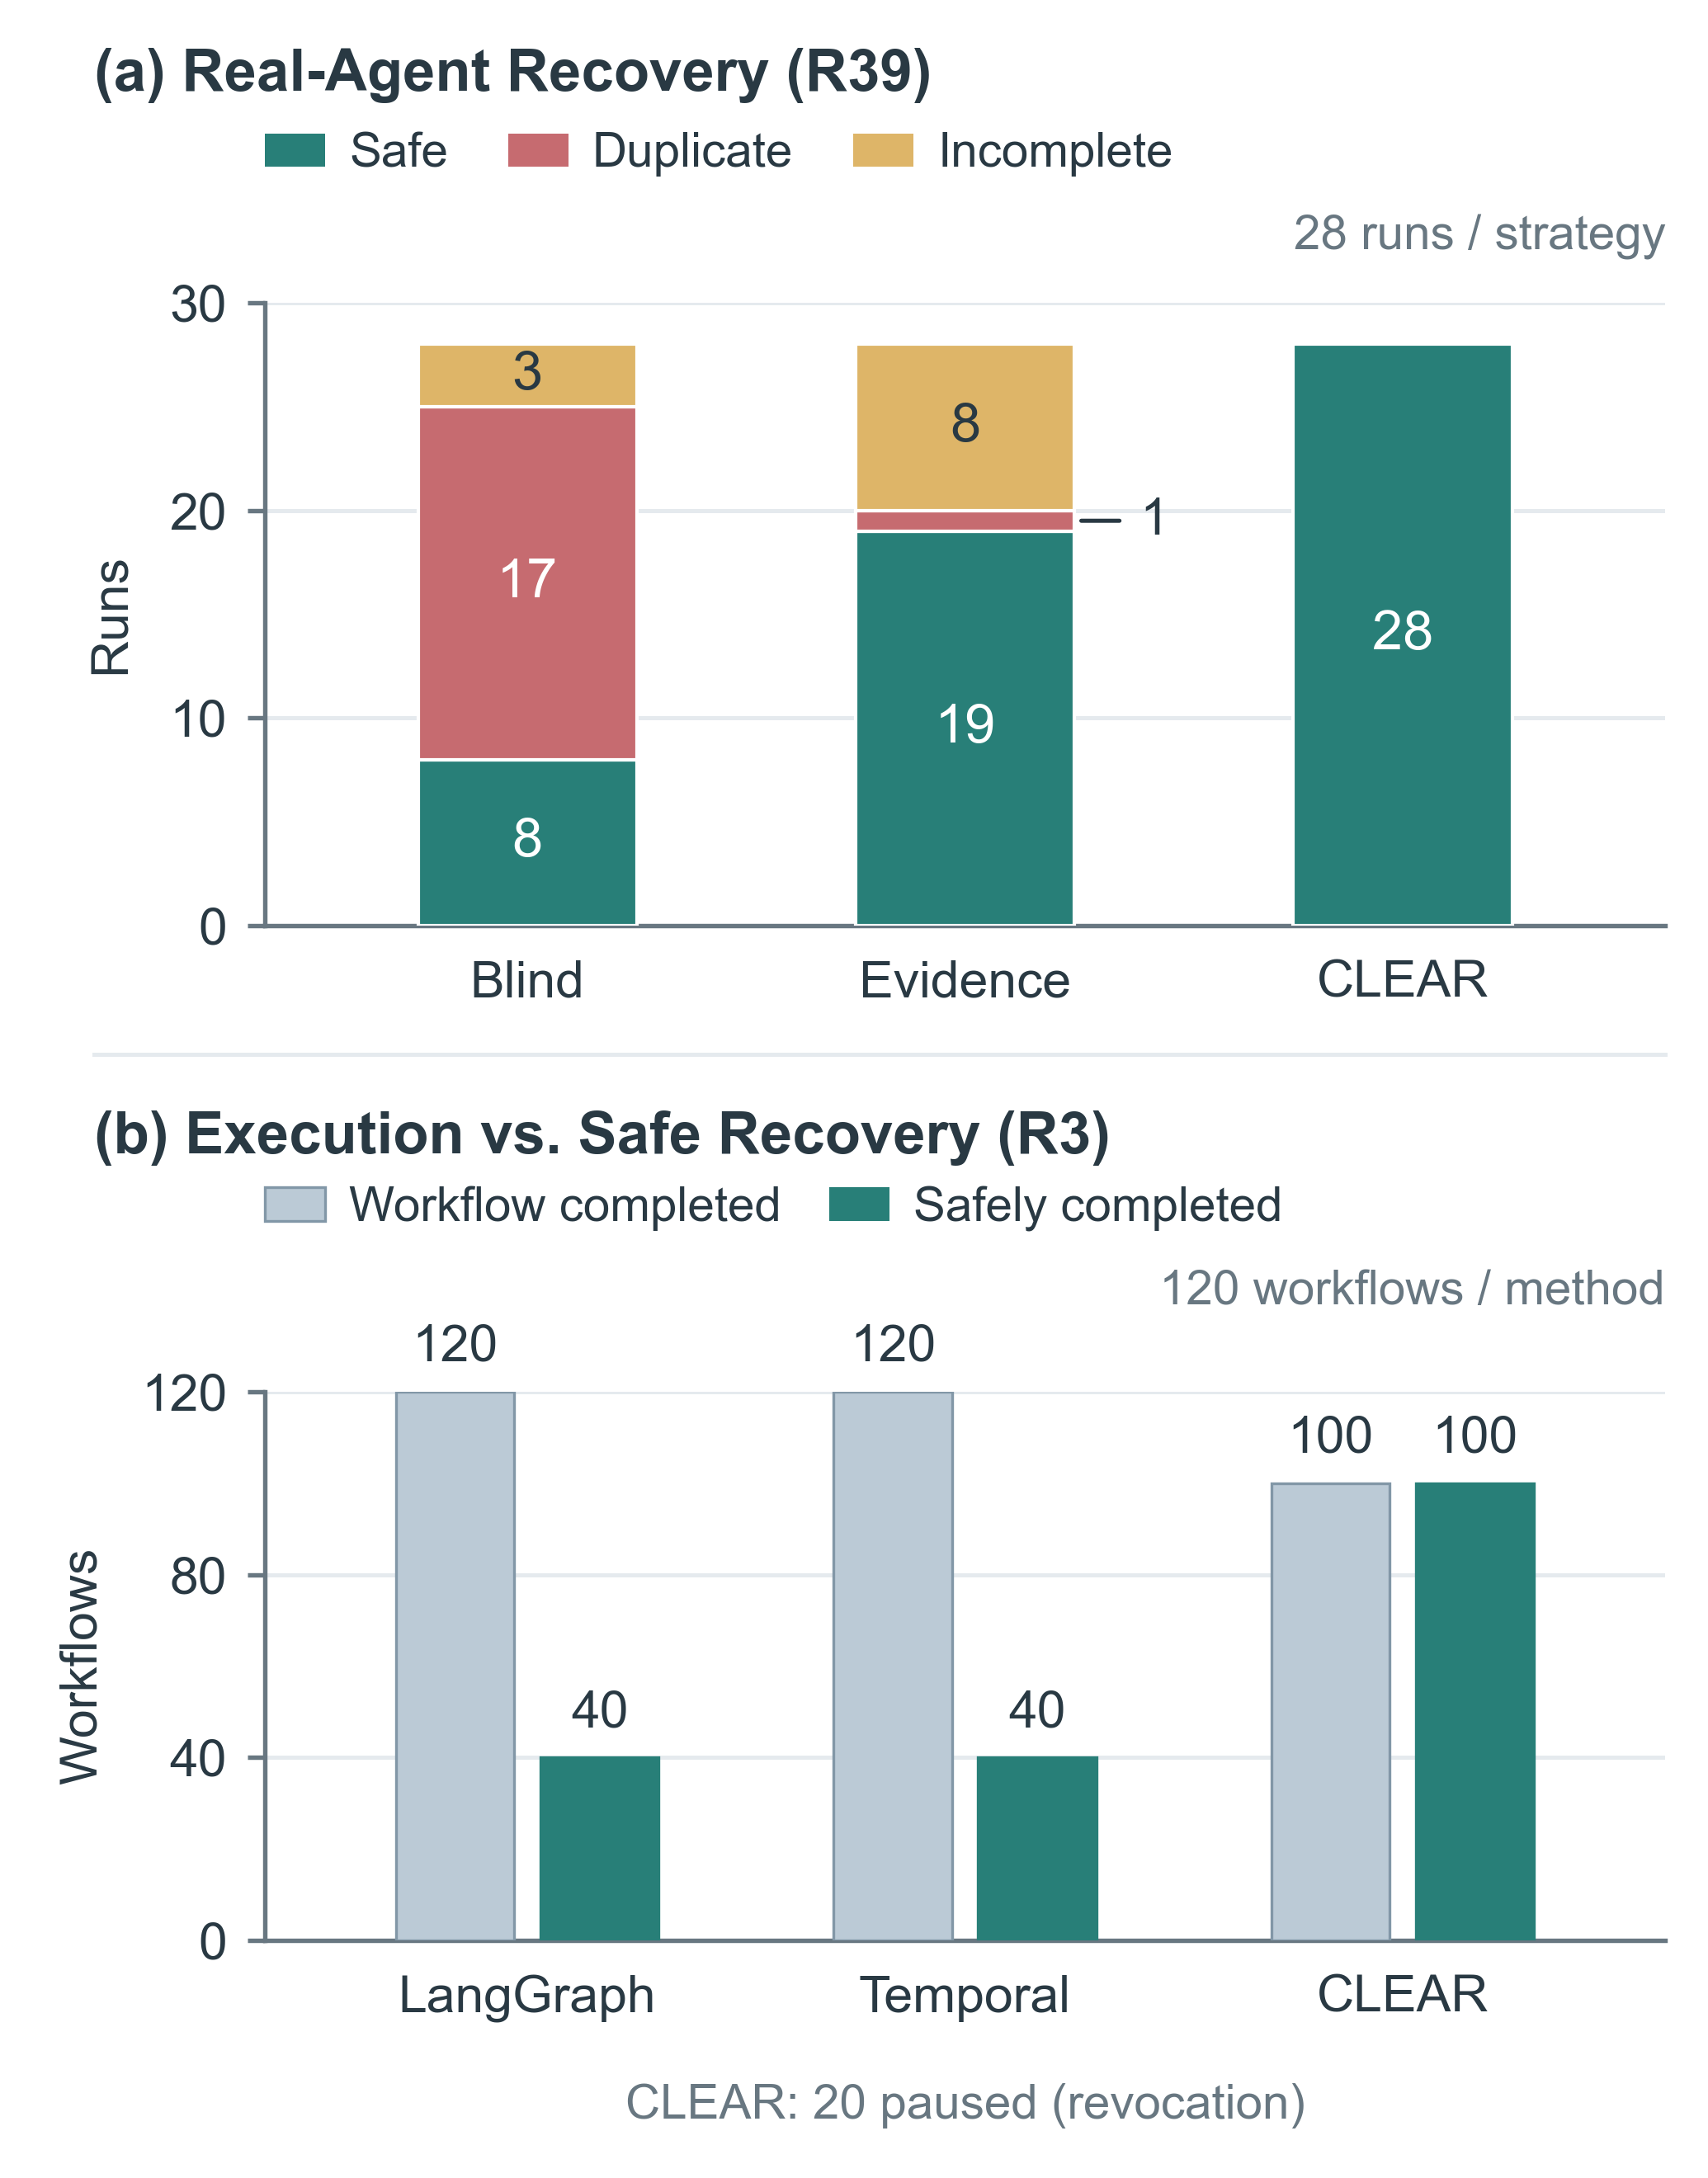 (a) Real-Agent Recovery (R39)
Safe Duplicate Incomplete
28 runs / strategy
30
20
10
0
Runs
3
17
8
8
1
19
28
Blind Evidence CLEAR
(b) Execution vs. Safe Recovery (R3)
Workflow completed Safely completed
120 workflows / method
120
80
40
0
Workflows
120 40
120 40
100 100
LangGraph Temporal CLEAR
CLEAR: 20 paused (revocation)